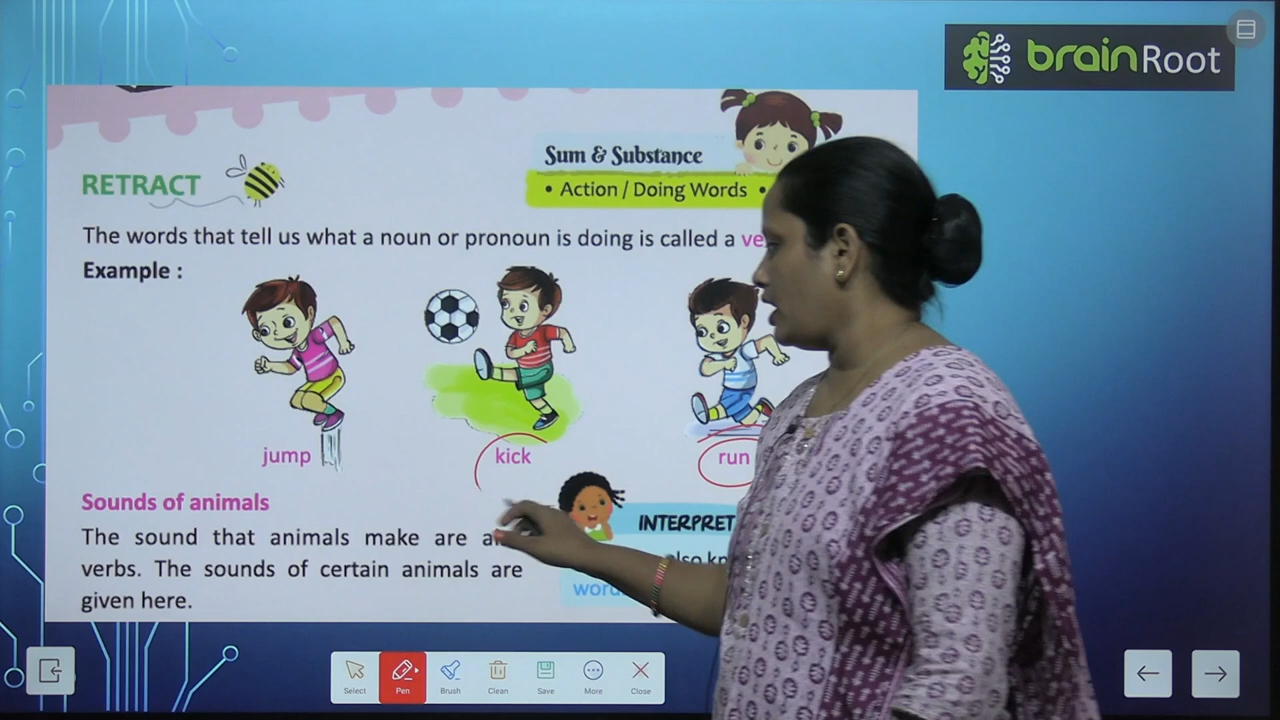 brainRoot
Sum & Substance
RETRACT
• Action / Doing Words •
The words that tell us what a noun or pronoun is doing is called a
Example :
jump kick run
Sounds of animals
INTERPRET
The sound that animals make are
verbs. The sounds of certain animals are
given here.
Select Pen Brush Clean Save More Close